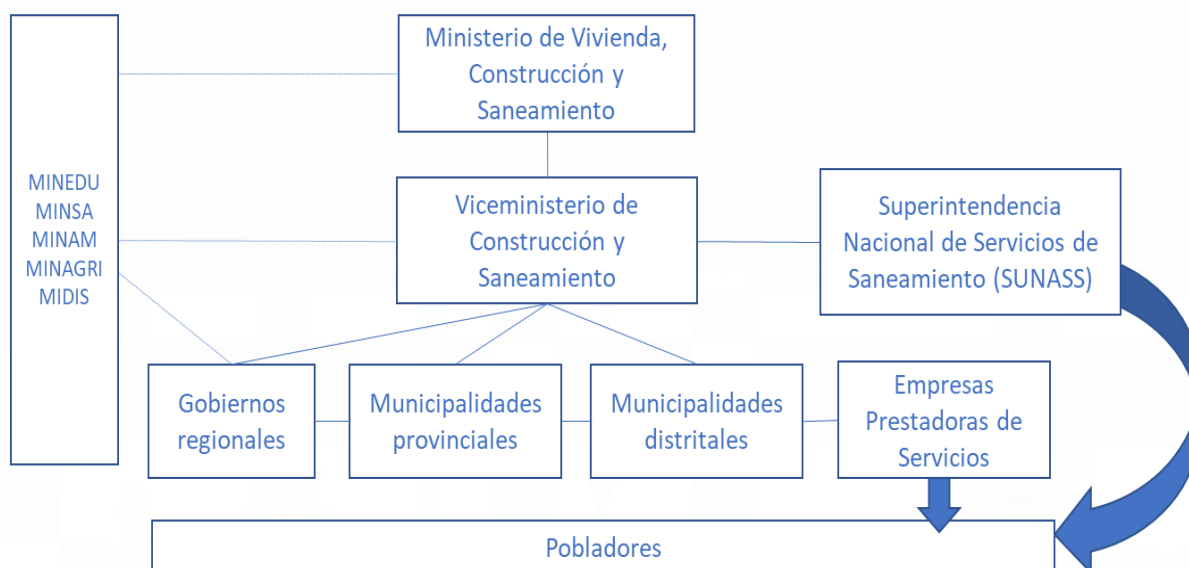 Ministerio de Vivienda,
Construcción y
Saneamiento
MINEDU
MINSA
MINAM
MINAGRI
MIDIS
Viceministerio de
Construcción y
Saneamiento
Superintendencia
Nacional de Servicios de
Saneamiento (SUNASS)
Gobiernos
regionales
Municipalidades
provinciales
Municipalidades
distritales
Empresas
Prestadoras de
Servicios
Pobladores